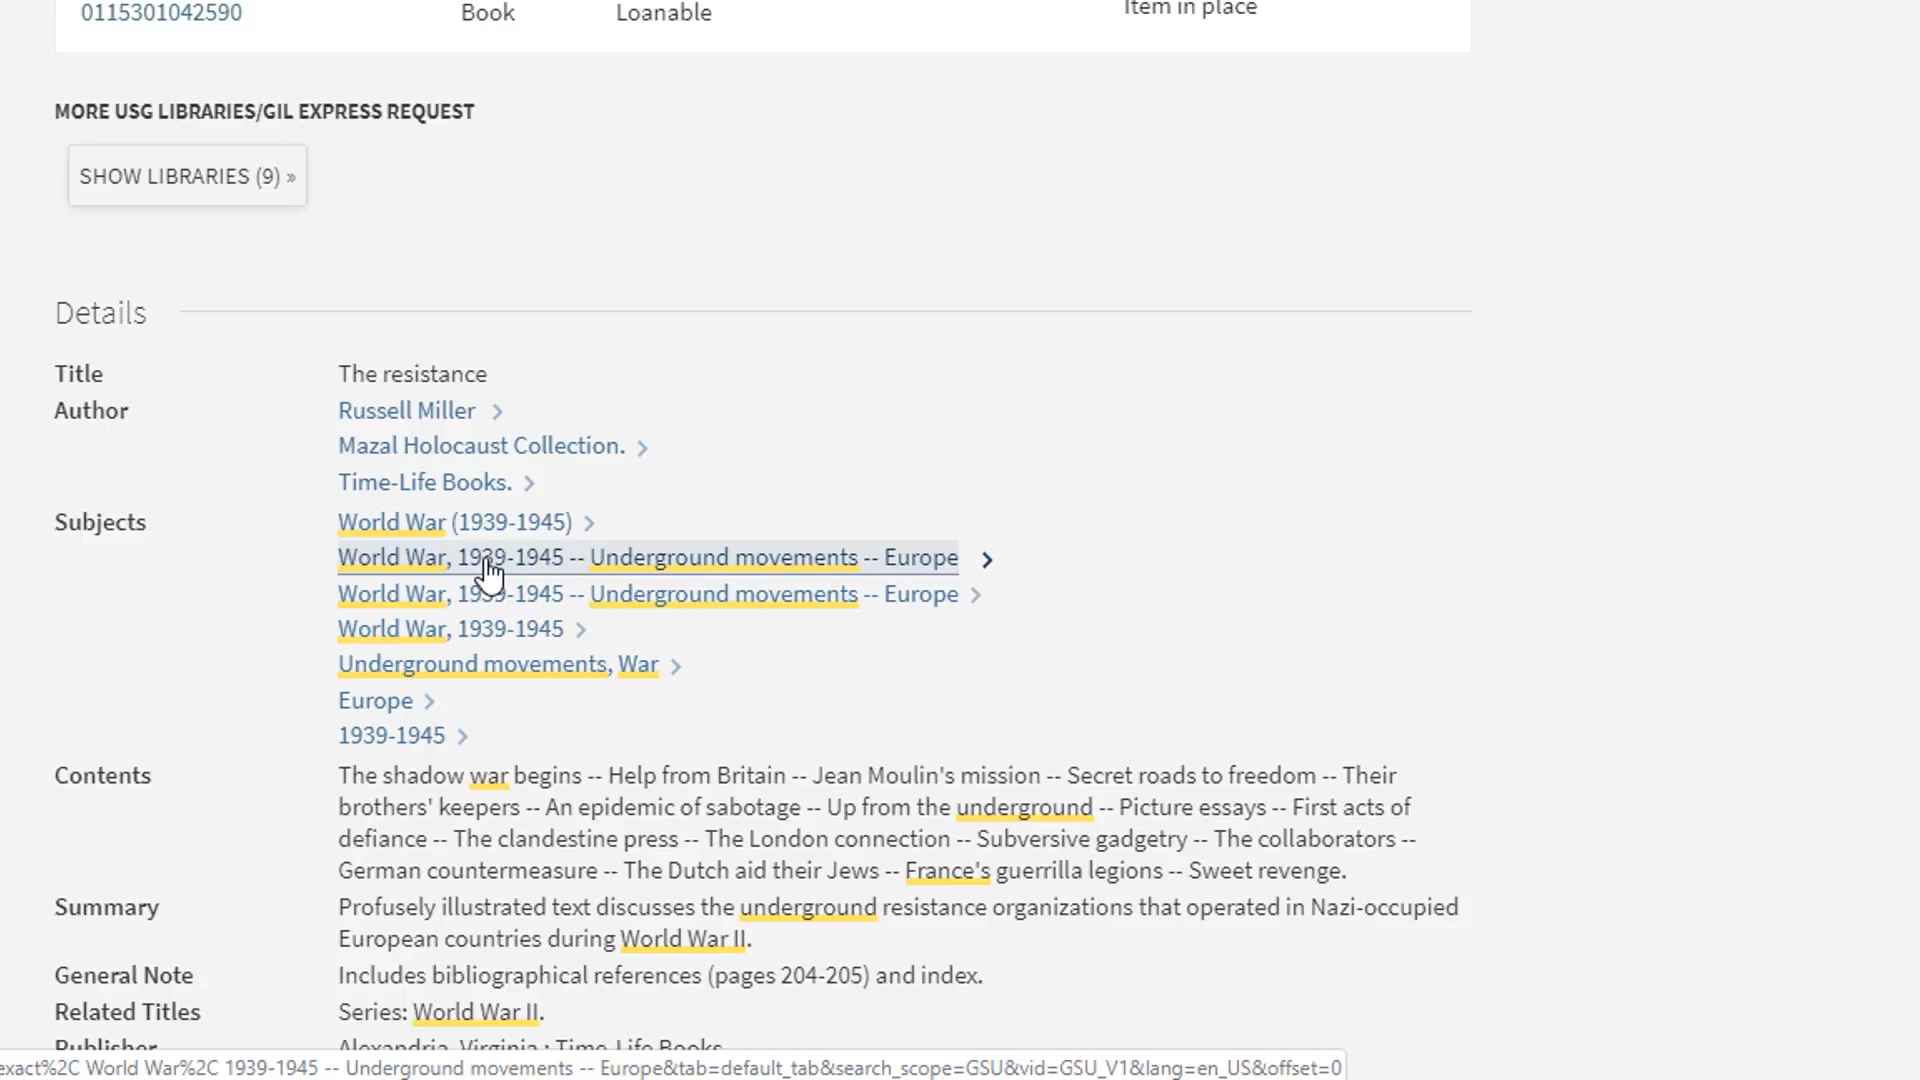 0115301042590 Book Loanable Item in place
MORE USG LIBRARIES/GIL EXPRESS REQUEST
SHOW LIBRARIES (9) »
Details
Title The resistance
Author Russell Miller
Mazal Holocaust Collection.
Time-Life Books.
Subjects World War (1939-1945)
World War, 1939-1945 -- Underground movements -- Europe
World War, 1939-1945 -- Underground movements -- Europe
World War, 1939-1945
Underground movements, War
Europe
1939-1945
Contents The shadow war begins -- Help from Britain -- Jean Moulin's mission -- Secret roads to freedom -- Their
brothers' keepers -- An epidemic of sabotage -- Up from the underground -- Picture essays -- First acts of
defiance -- The clandestine press -- The London connection -- Subversive gadgetry -- The collaborators --
German countermeasure -- The Dutch aid their Jews -- France's guerrilla legions -- Sweet revenge.
Summary Profusely illustrated text discusses the underground resistance organizations that operated in Nazi-occupied
European countries during World War II.
General Note Includes bibliographical references (pages 204-205) and index.
Related Titles Series: World War II.
Publisher Alexandria, Virginia : Time-Life Books
exact%2C World War%2C 1939-1945 -- Underground movements -- Europe&tab=default_tab&search_scope=GSU&vid=GSU_V1&lang=en_US&offset=0